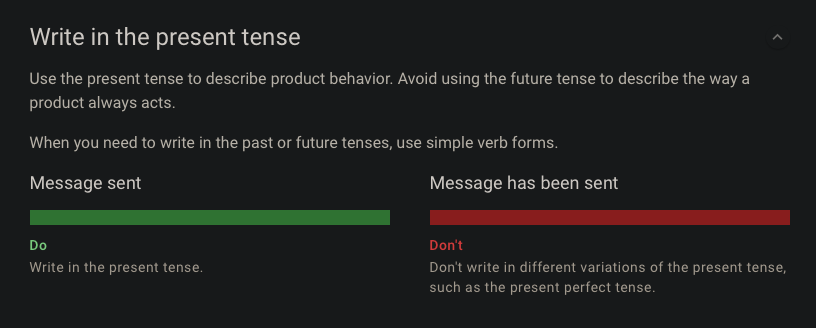 Write in the present tense
Use the present tense to describe product behavior. Avoid using the future tense to describe the way a
product always acts.
When you need to write in the past or future tenses, use simple verb forms.
Message sent
Do
Write in the present tense.
Message has been sent
Don't
Don't write in different variations of the present tense,
such as the present perfect tense.